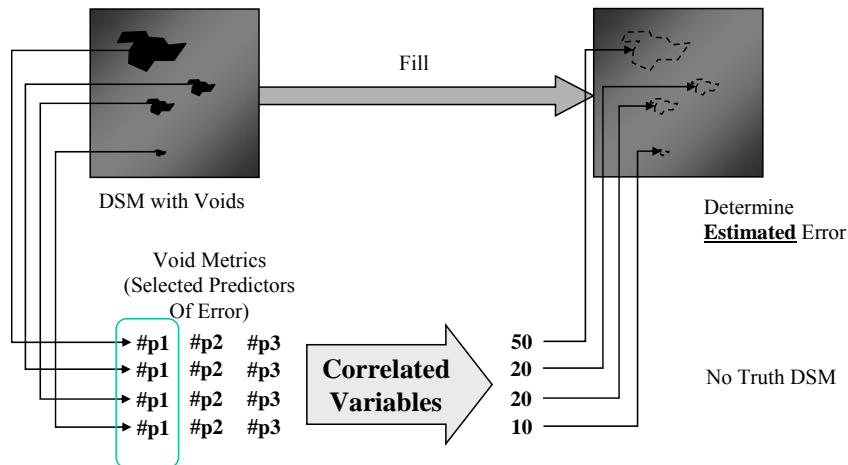 Fill
DSM with Voids
Determine
Estimated Error
Void Metrics
(Selected Predictors
Of Error)
#p1 #p2 #p3
#p1 #p2 #p3
#p1 #p2 #p3
#p1 #p2 #p3
Correlated
Variables
50
20
20
10
No Truth DSM